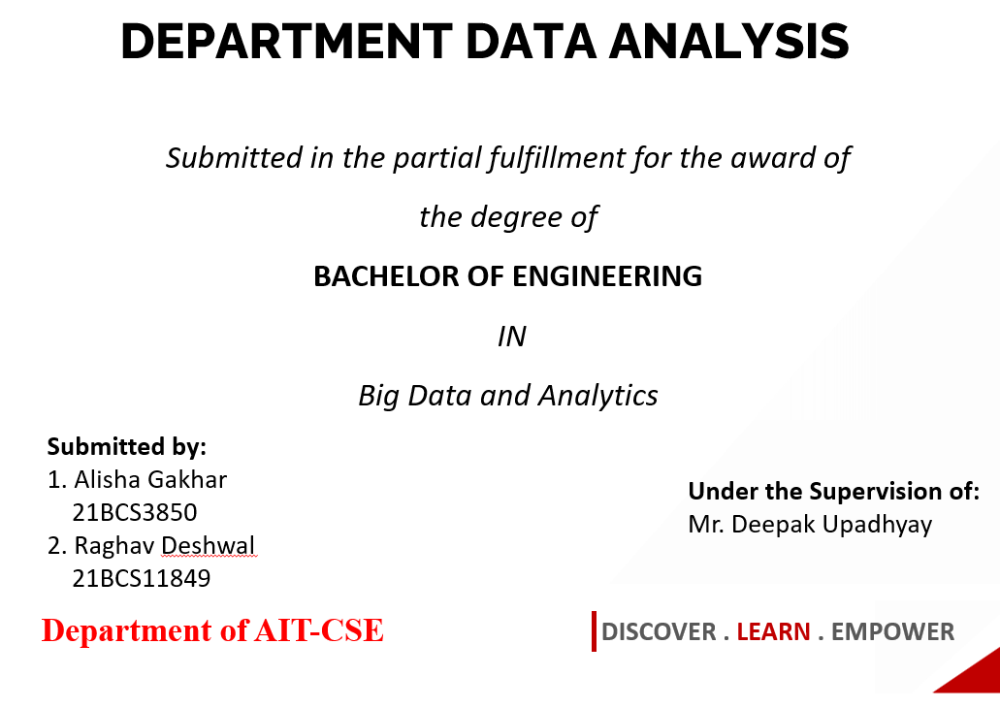 DEPARTMENT DATA ANALYSIS
Submitted in the partial fulfillment for the award of
the degree of
BACHELOR OF ENGINEERING
IN
Big Data and Analytics
Submitted by:
1. Alisha Gakhar
21BCS3850
2. Raghav Deshwal
21BCS11849
Under the Supervision of:
Mr. Deepak Upadhyay
Department of AIT-CSE
DISCOVER . LEARN . EMPOWER